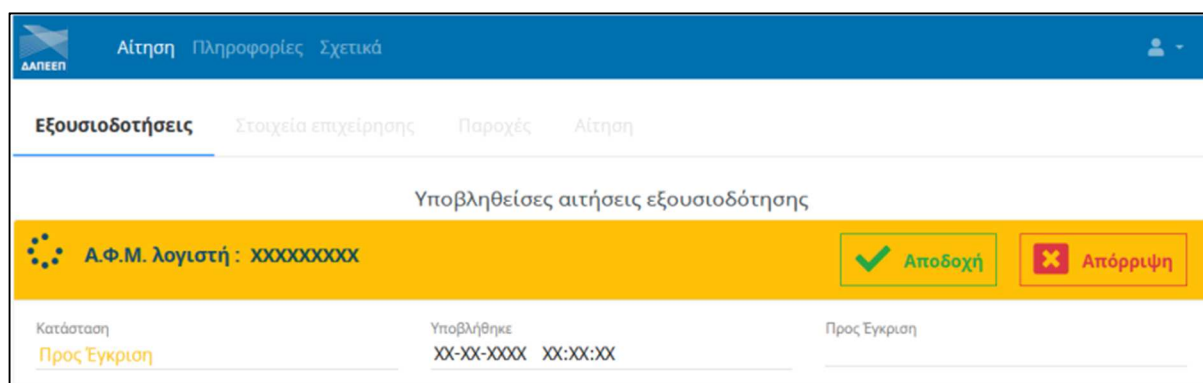 ΔΑΠΕΕΠ
Αίτηση Πληροφορίες Σχετικά
Εξουσιοδοτήσεις Στοιχεία επιχείρησης Παροχές Αίτηση
Υποβληθείσες αιτήσεις εξουσιοδότησης
Α.Φ.Μ. λογιστή : XXXXXXXXX Αποδοχή Απόρριψη
Κατάσταση Υποβλήθηκε Προς Έγκριση
Προς Έγκριση XX-XX-XXXX XX:XX:XX